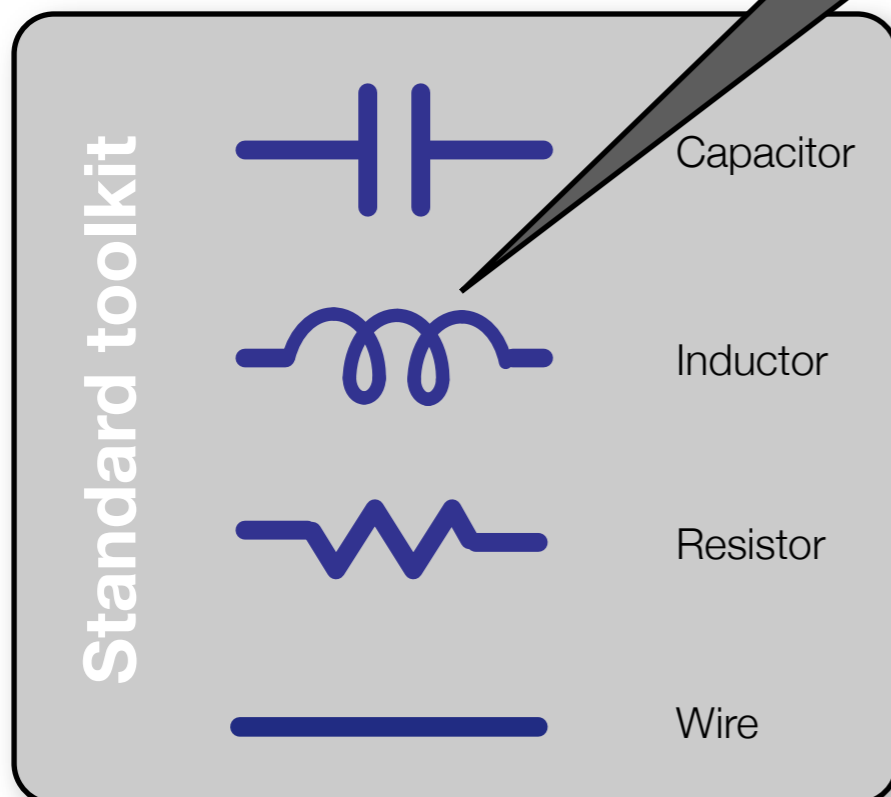 Standard toolkit
Capacitor
Inductor
Resistor
Wire